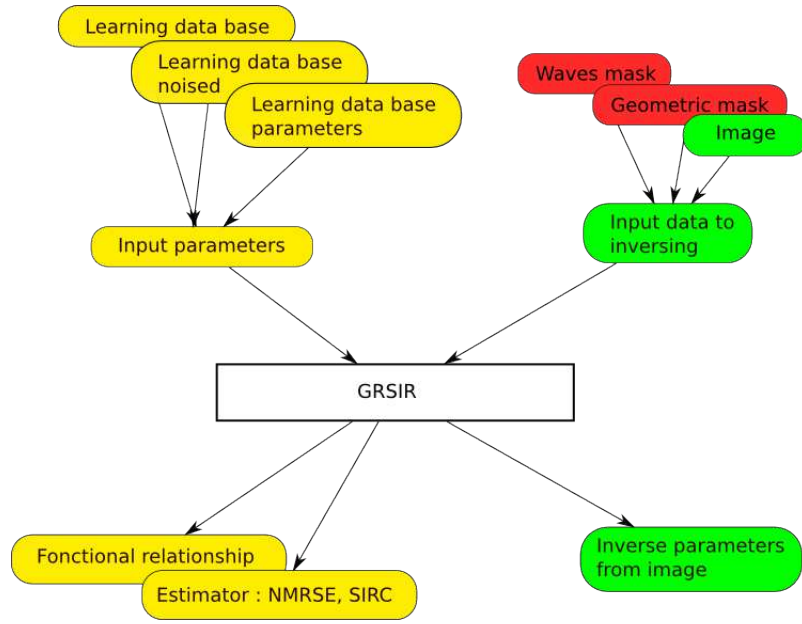 Learning data base
Learning data base
noised
Learning data base
parameters
Waves mask
Geometric mask
Image
Input parameters
Input data to
inversing
GRSIR
Fonctional relationship
Estimator : NMRSE, SIRC
Inverse parameters
from image